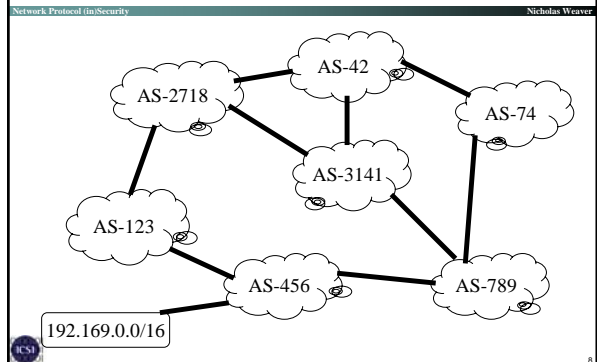 Network Protocol (in)Security Nicholas Weaver
AS-42
AS-2718
AS-74
AS-3141
AS-123
AS-456
AS-789
192.169.0.0/16
ICSI
8